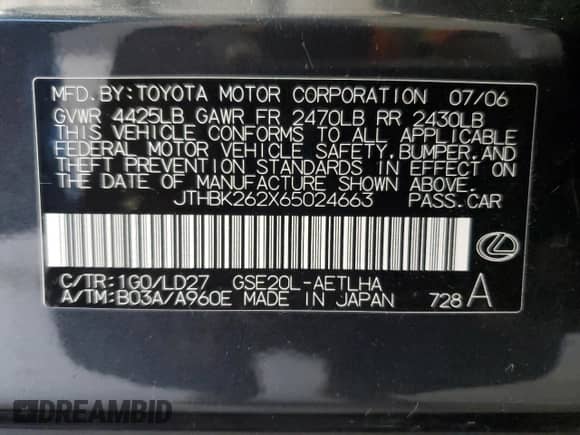 MFD.BY:TOYOTA MOTOR CORPORATION 07/06
GVWR 4425LB GAWR FR 2470LB RR 2430LB
THIS VEHICLE CONFORMS TO ALL APPLICABLE
FEDERAL MOTOR VEHICLE SAFETY,BUMPER,AND
THEFT PREVENTION STANDARDS IN EFFECT ON
THE DATE OF MANUFACTURE SHOWN ABOVE.
JTHBK262X65024663 PASS.CAR
C/TR:1G0/LD27 GSE20L-AETLHA
A/TM:B03A/A960E MADE IN JAPAN 728 A
DREAMBID